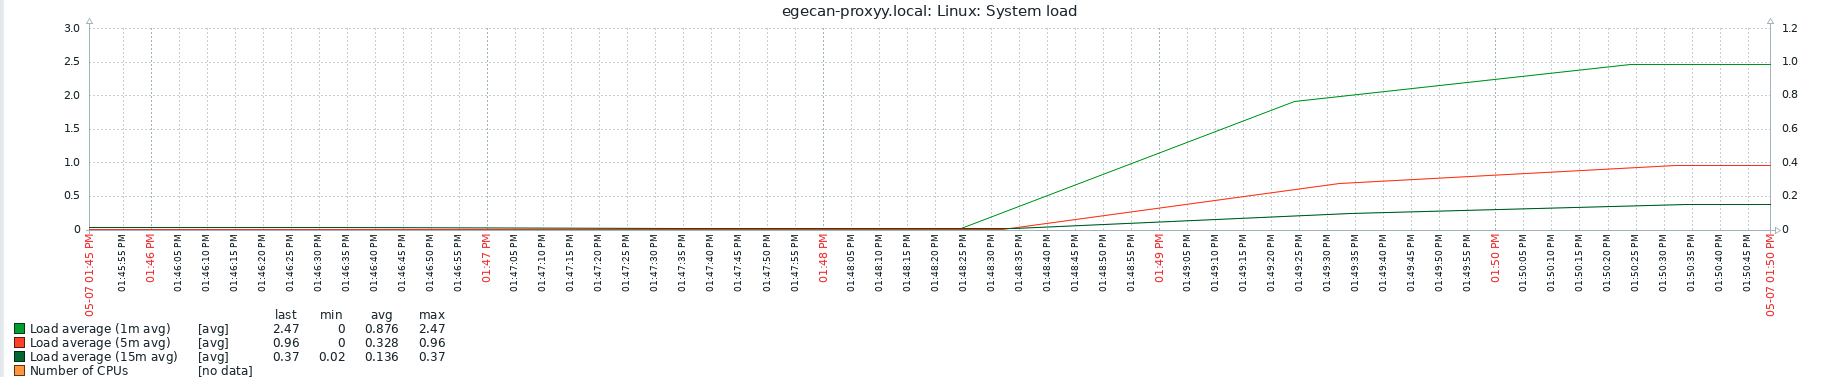 egecan-proxyy.local: Linux: System load
3.0 1.2
2.5 1.0
2.0 0.8
1.5 0.6
1.0 0.4
0.5 0.2
0 0
05-07 01:45 PM 01:45:55 PM 01:46 PM 01:46:05 PM 01:46:10 PM 01:46:15 PM 01:46:20 PM 01:46:25 PM 01:46:30 PM 01:46:35 PM 01:46:40 PM 01:46:45 PM 01:46:50 PM 01:46:55 PM 01:47 PM 01:47:05 PM 01:47:10 PM 01:47:15 PM 01:47:20 PM 01:47:25 PM 01:47:30 PM 01:47:35 PM 01:47:40 PM 01:47:45 PM 01:47:50 PM 01:47:55 PM 01:48 PM 01:48:05 PM 01:48:10 PM 01:48:15 PM 01:48:20 PM 01:48:25 PM 01:48:30 PM 01:48:35 PM 01:48:40 PM 01:48:45 PM 01:48:50 PM 01:48:55 PM 01:49 PM 01:49:05 PM 01:49:10 PM 01:49:15 PM 01:49:20 PM 01:49:25 PM 01:49:30 PM 01:49:35 PM 01:49:40 PM 01:49:45 PM 01:49:50 PM 01:49:55 PM 01:50 PM 01:50:05 PM 01:50:10 PM 01:50:15 PM 01:50:20 PM 01:50:25 PM 01:50:30 PM 01:50:35 PM 01:50:40 PM 01:50:45 PM 05-07 01:50 PM
last min avg max
Load average (1m avg) [avg] 2.47 0 0.876 2.47
Load average (5m avg) [avg] 0.96 0 0.328 0.96
Load average (15m avg) [avg] 0.37 0.02 0.136 0.37
Number of CPUs [no data]